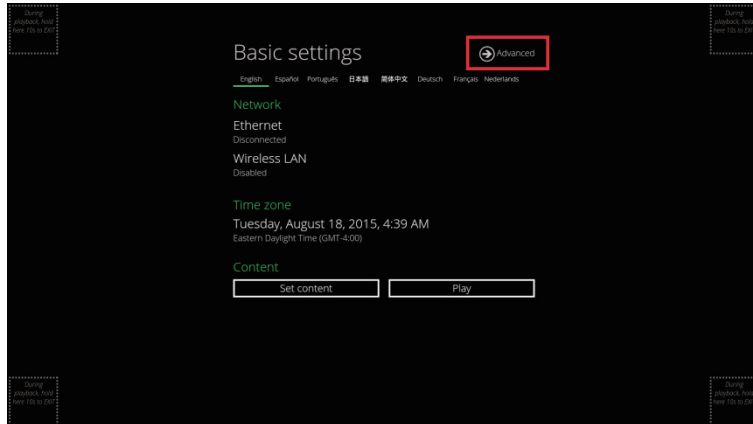 During
playback, hold
here 10s to EXIT
During
playback, hold
here 10s to EXIT
Basic settings
Advanced
English Español Português 日本語 简体中文 Deutsch Français Nederlands
Network
Ethernet
Disconnected
Wireless LAN
Disabled
Time zone
Tuesday, August 18, 2015, 4:39 AM
Eastern Daylight Time (GMT-4:00)
Content
Set content Play
During
playback, hold
here 10s to EXIT
During
playback, hold
here 10s to EXIT